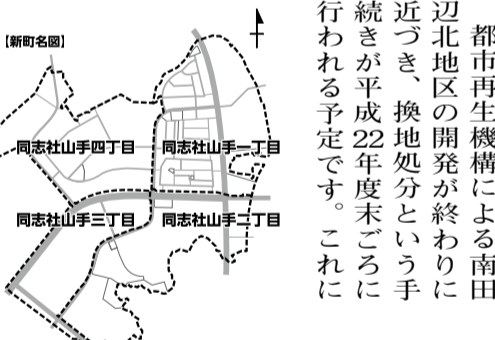 都市再生機構による南田
辺北地区の開発が終わりに
近づき、換地処分という手
続きが平成22年度末ごろに
行われる予定です。これに
【新町名図】
同志社山手四丁目
同志社山手一丁目
同志社山手三丁目
同志社山手二丁目